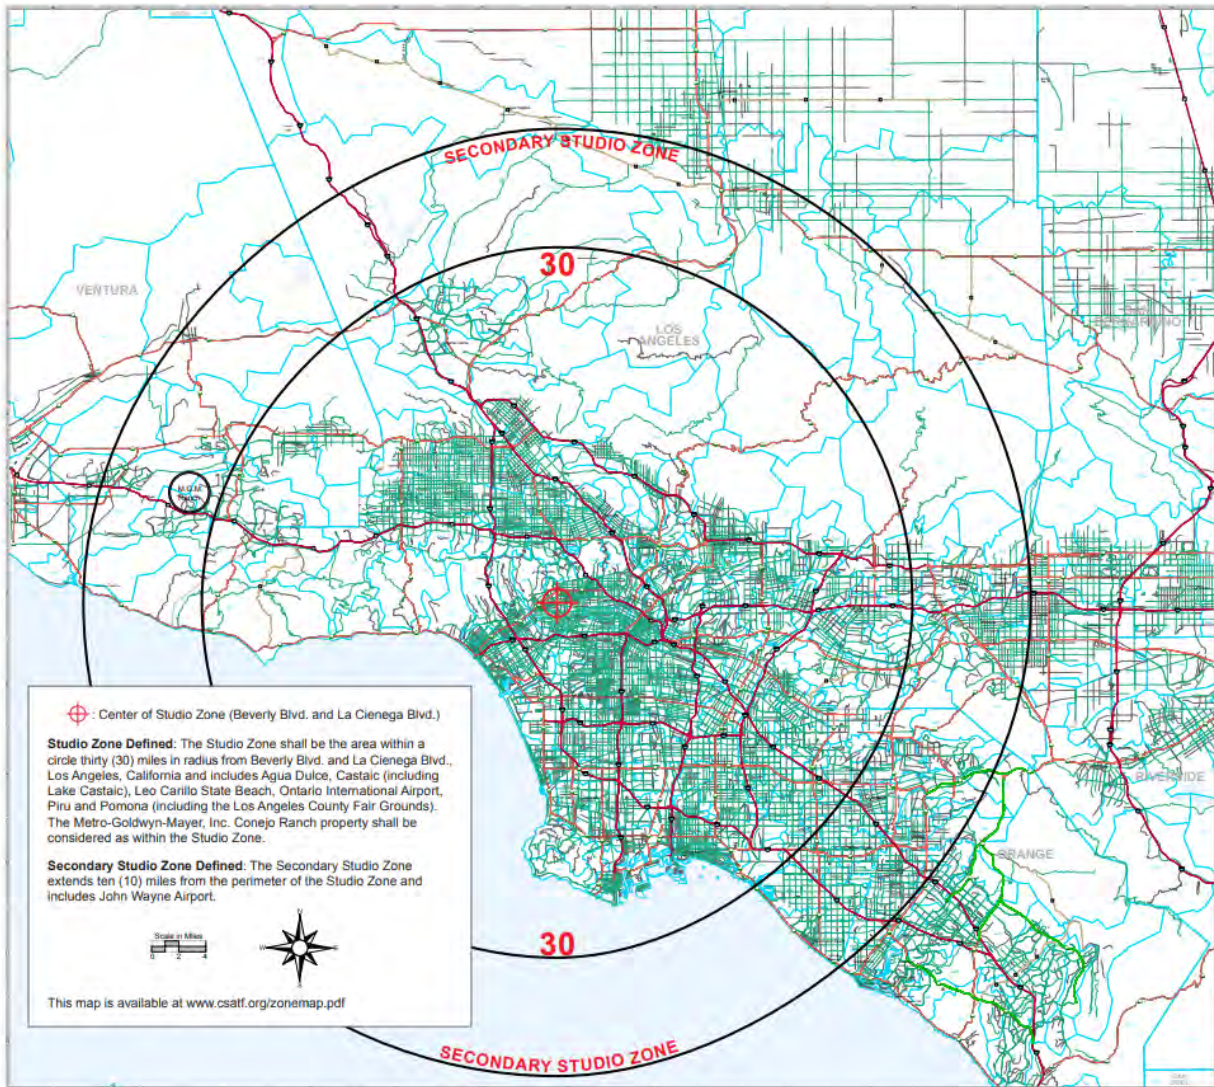 SECONDARY STUDIO ZONE
30
VENTURA
LOS
ANGELES
M.G.M.
: Center of Studio Zone (Beverly Blvd. and La Cienega Blvd.)
Studio Zone Defined: The Studio Zone shall be the area within a
circle thirty (30) miles in radius from Beverly Blvd. and La Cienega Blvd.,
Los Angeles, California and includes Agua Dulce, Castaic (including
Lake Castaic), Leo Carillo State Beach, Ontario International Airport,
Piru and Pomona (including the Los Angeles County Fair Grounds).
The Metro-Goldwyn-Mayer, Inc. Conejo Ranch property shall be
considered as within the Studio Zone.
Secondary Studio Zone Defined: The Secondary Studio Zone
extends ten (10) miles from the perimeter of the Studio Zone and
includes John Wayne Airport.
Scale in Miles
0 2 4
N
W E
S
This map is available at www.csatf.org/zonemap.pdf
RIVERSIDE
ORANGE
30
SECONDARY STUDIO ZONE